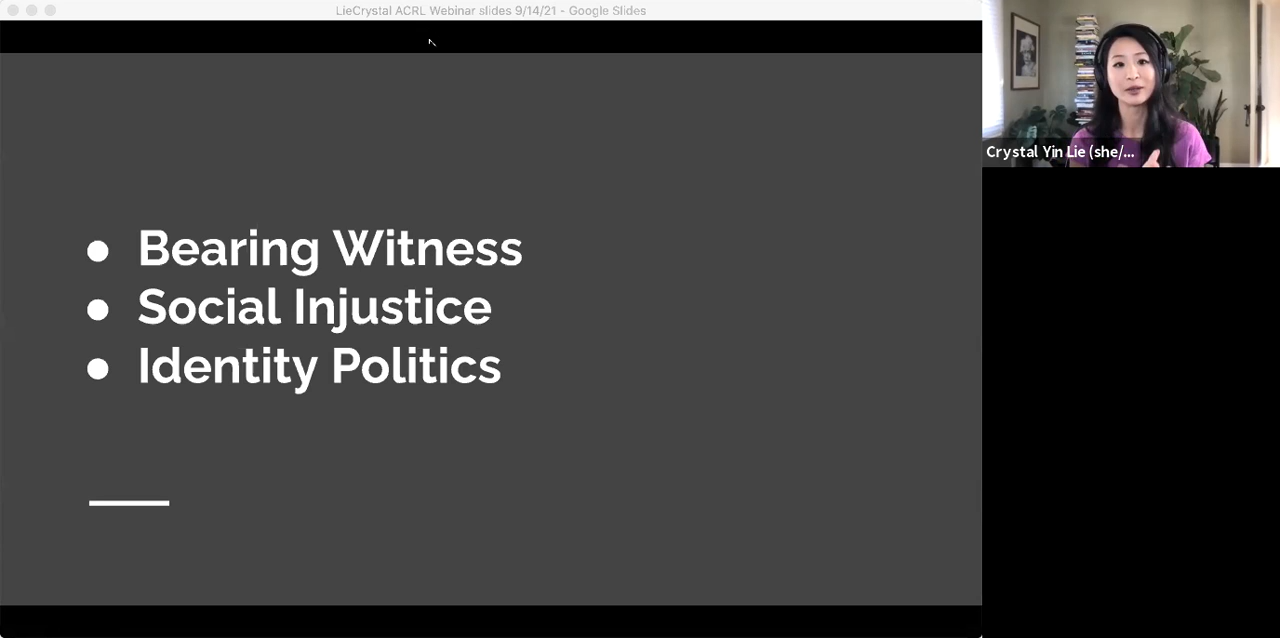 LieCrystal ACRL Webinar slides 9/14/21 - Google Slides
● Bearing Witness
● Social Injustice
● Identity Politics
Crystal Yin Lie (she/...